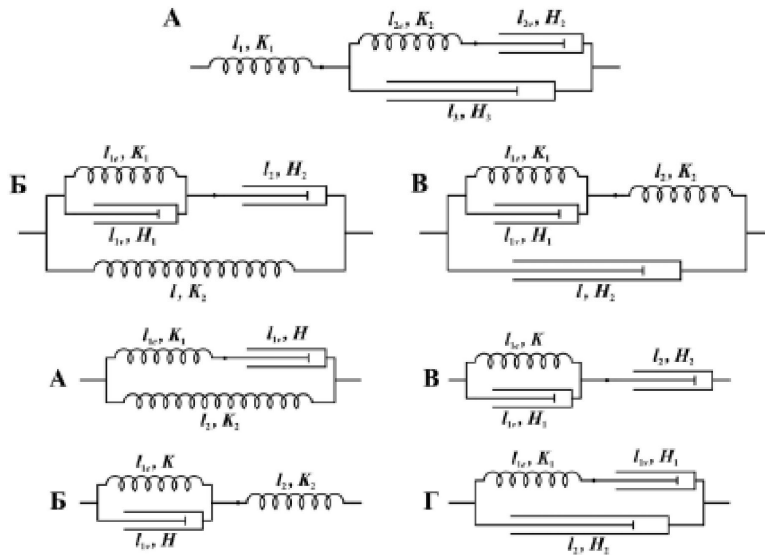 А
l₁, K₁
l₂ₑ, K₂
l₂ᵥ, H₂
l₃, H₃
Б
l₁ₑ, K₁
l₂, H₂
l₁ᵥ, H₁
l, K₂
В
l₁ₑ, K₁
l₂, K₂
l₁ᵥ, H₁
l, H₂
А
l₁ₑ, K₁
l₁ᵥ, H
l₂, K₂
В
l₁ₑ, K
l₂, H₂
l₁ᵥ, H₁
Б
l₁ₑ, K
l₂, K₂
l₁ᵥ, H
Г
l₁ₑ, K₁
l₁ᵥ, H₁
l₂, H₂